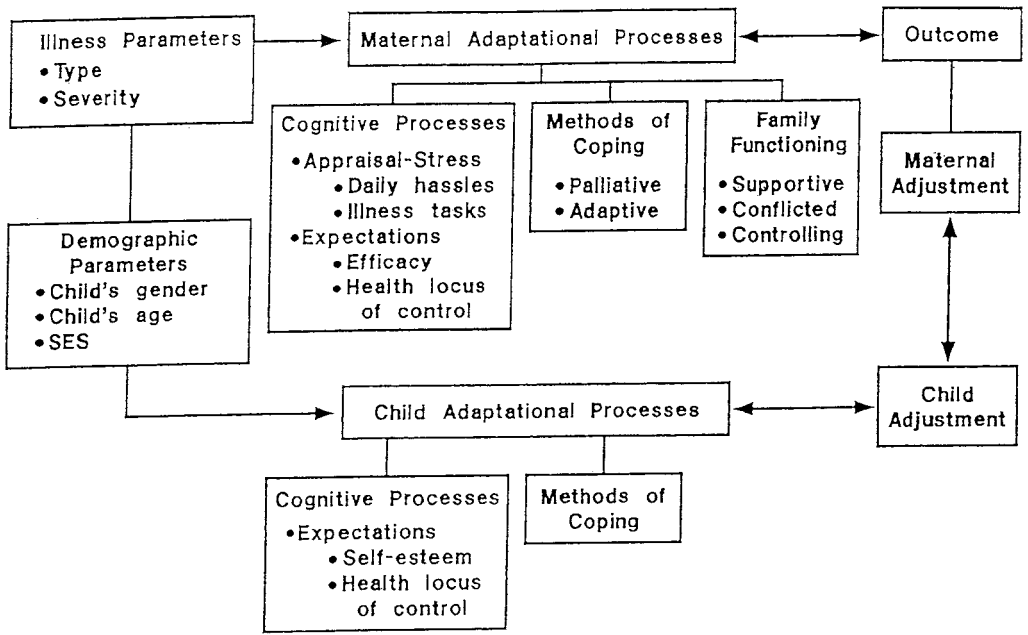 Illness Parameters
• Type
• Severity
Maternal Adaptational Processes
Outcome
Cognitive Processes
• Appraisal-Stress
• Daily hassles
• Illness tasks
• Expectations
• Efficacy
• Health locus
of control
Methods of
Coping
• Palliative
• Adaptive
Family
Functioning
• Supportive
• Conflicted
• Controlling
Maternal
Adjustment
Demographic
Parameters
• Child's gender
• Child's age
• SES
Child Adaptational Processes
Child
Adjustment
Cognitive Processes
• Expectations
• Self-esteem
• Health locus
of control
Methods of
Coping